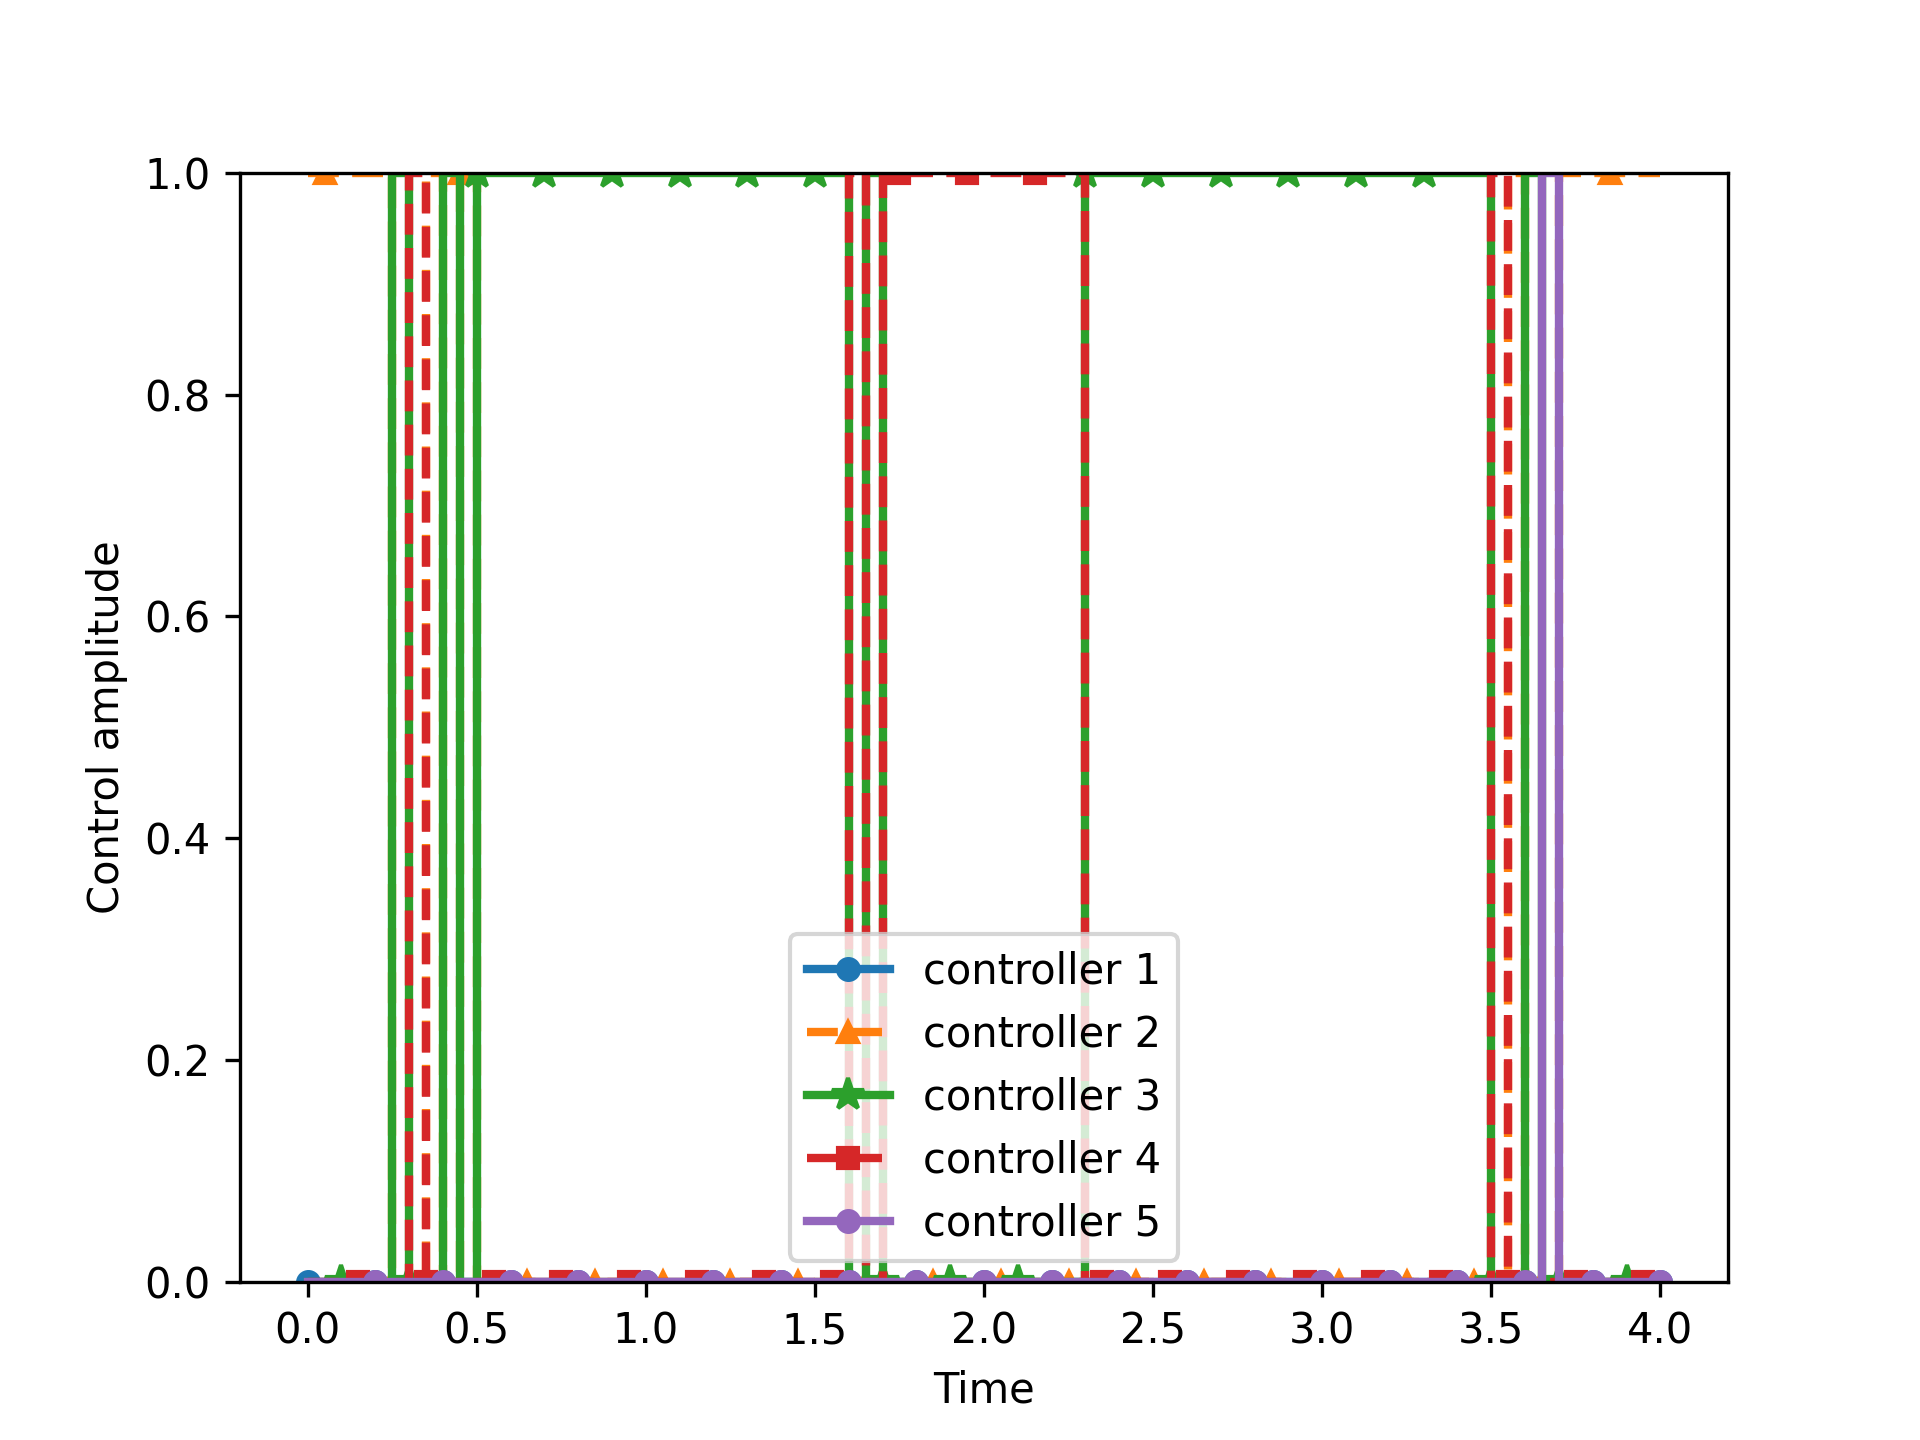 1.0
0.8
0.6
0.4
0.2
0.0
Control amplitude
controller 1
controller 2
controller 3
controller 4
controller 5
0.0 0.5 1.0 1.5 2.0 2.5 3.0 3.5 4.0
Time